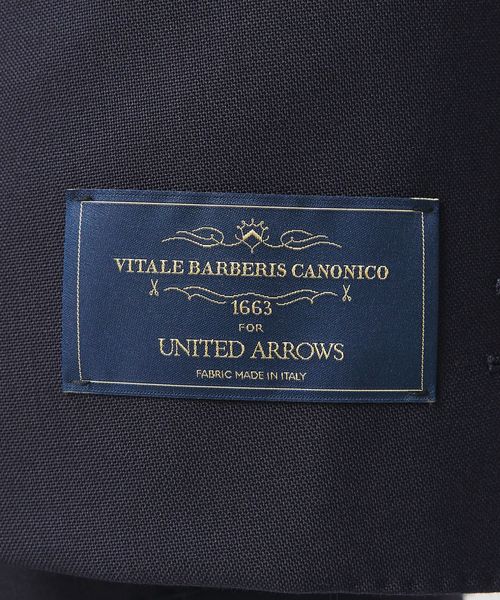 VITALE BARBERIS CANONICO
1663
FOR
UNITED ARROWS
FABRIC MADE IN ITALY